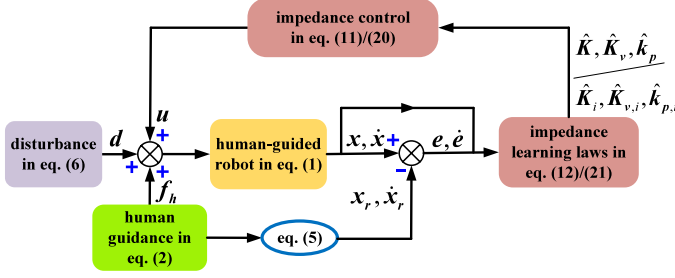 impedance control
in eq. (11)/(20)
K̂, K̂_v, k̂_p
K̂_i, K̂_{v,i}, k̂_{p,i}
u
+
disturbance
in eq. (6)
d
+
+
f_h
human-guided
robot in eq. (1)
x, ẋ
+
-
e, ė
impedance
learning laws in
eq. (12)/(21)
x_r, ẋ_r
human
guidance in
eq. (2)
eq. (5)